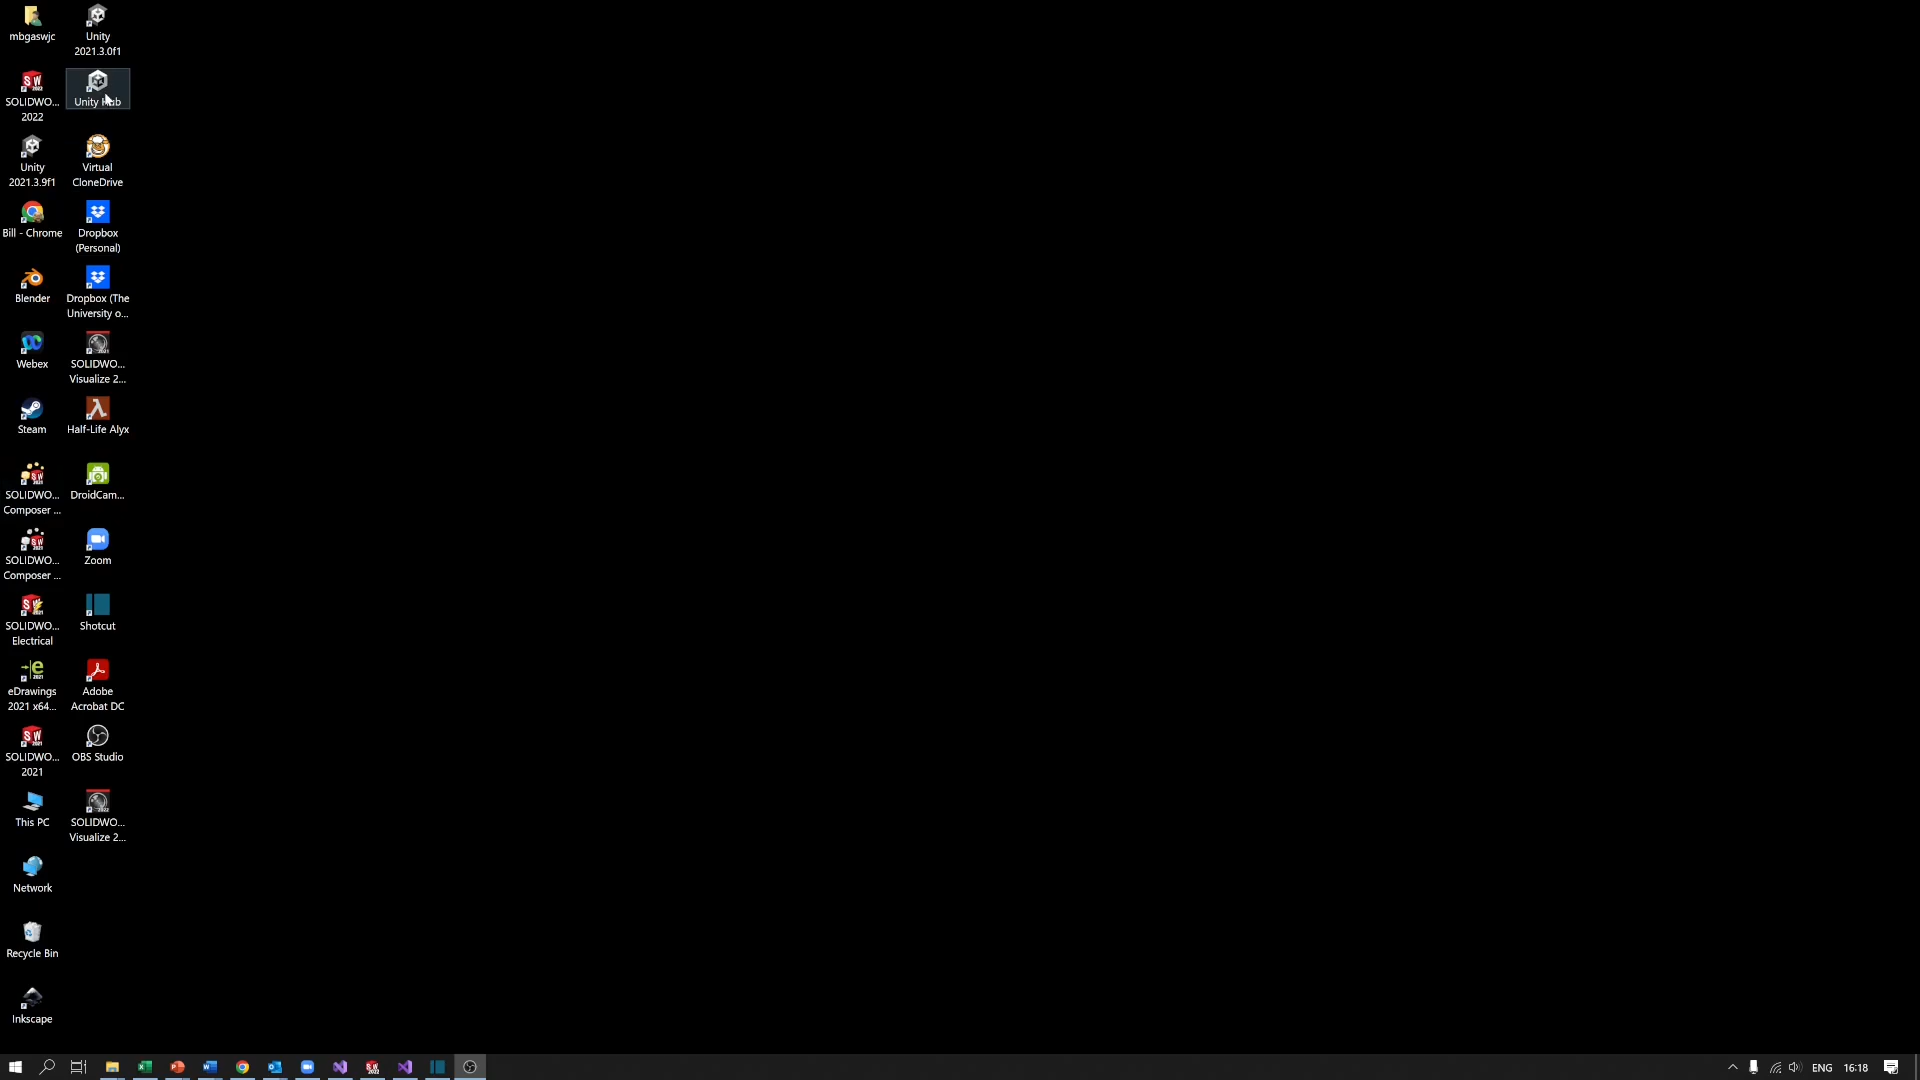 mbgaswjc
Unity
2021.3.0f1
SOLIDWO...
2022
Unity Hub
Unity
2021.3.9f1
Virtual
CloneDrive
Bill - Chrome
Dropbox
(Personal)
Blender
Dropbox (The
University o...
Webex
SOLIDWO...
Visualize 2...
Steam
Half-Life Alyx
SOLIDWO...
Composer ...
DroidCam...
SOLIDWO...
Composer ...
Zoom
SOLIDWO...
Electrical
Shotcut
eDrawings
2021 x64...
Adobe
Acrobat DC
SOLIDWO...
2021
OBS Studio
This PC
SOLIDWO...
Visualize 2...
Network
Recycle Bin
Inkscape
ENG 16:18